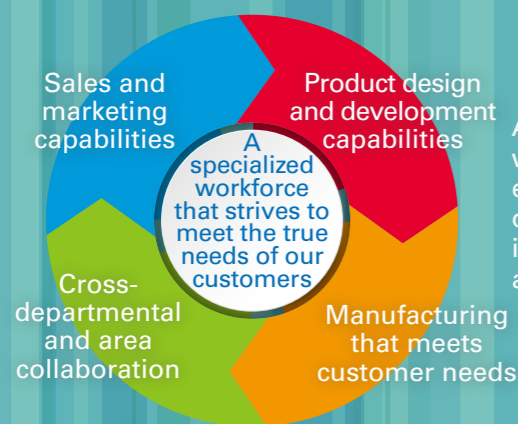 Sales and
marketing
capabilities
Product design
and development
capabilities
A
specialized
workforce
that strives to
meet the true
needs of our
customers
Cross-
departmental
and area
collaboration
Manufacturing
that meets
customer needs